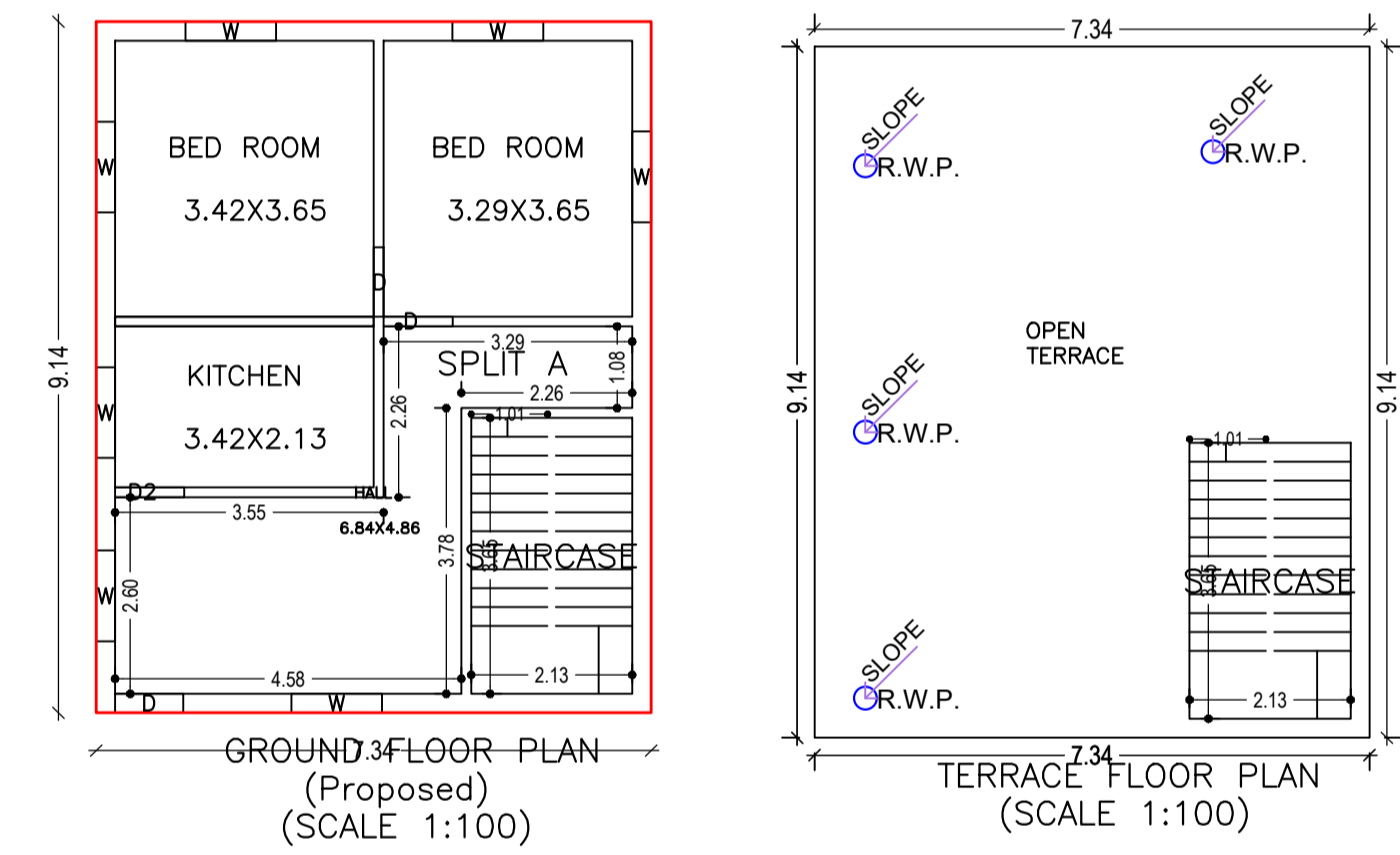 W
W
BED ROOM
3.42X3.65
BED ROOM
3.29X3.65
W
W
D
D
9.14
3.29
SPLIT A
1.08
2.26
KITCHEN
3.42X2.13
W
2.26
1.01
D2
HALL
6.84X4.86
3.55
3.78
3.65
STAIRCASE
W
2.60
4.58
2.13
D
W
7.34
GROUND FLOOR PLAN
(Proposed)
(SCALE 1:100)
7.34
SLOPE
R.W.P.
SLOPE
R.W.P.
OPEN
TERRACE
9.14
9.14
SLOPE
R.W.P.
1.01
3.65
STAIRCASE
SLOPE
R.W.P.
2.13
7.34
TERRACE FLOOR PLAN
(SCALE 1:100)